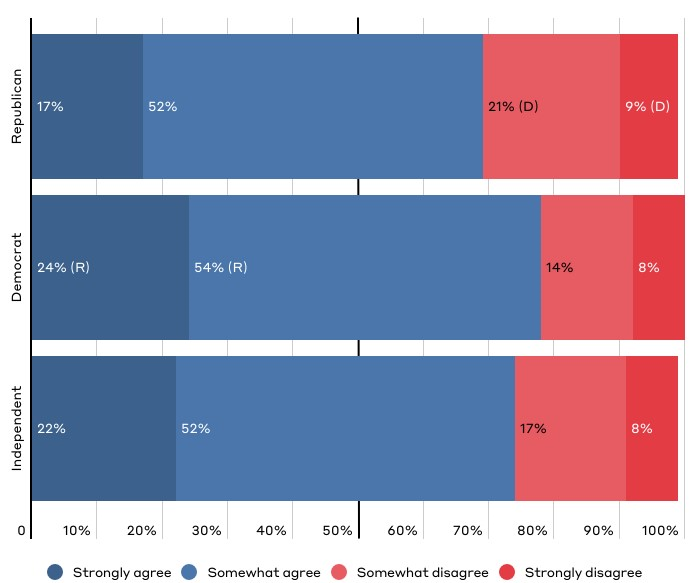 Republican
17%
52%
21% (D)
9% (D)
Democrat
24% (R)
54% (R)
14%
8%
Independent
22%
52%
17%
8%
0 10% 20% 30% 40% 50% 60% 70% 80% 90% 100%
Strongly agree Somewhat agree Somewhat disagree Strongly disagree